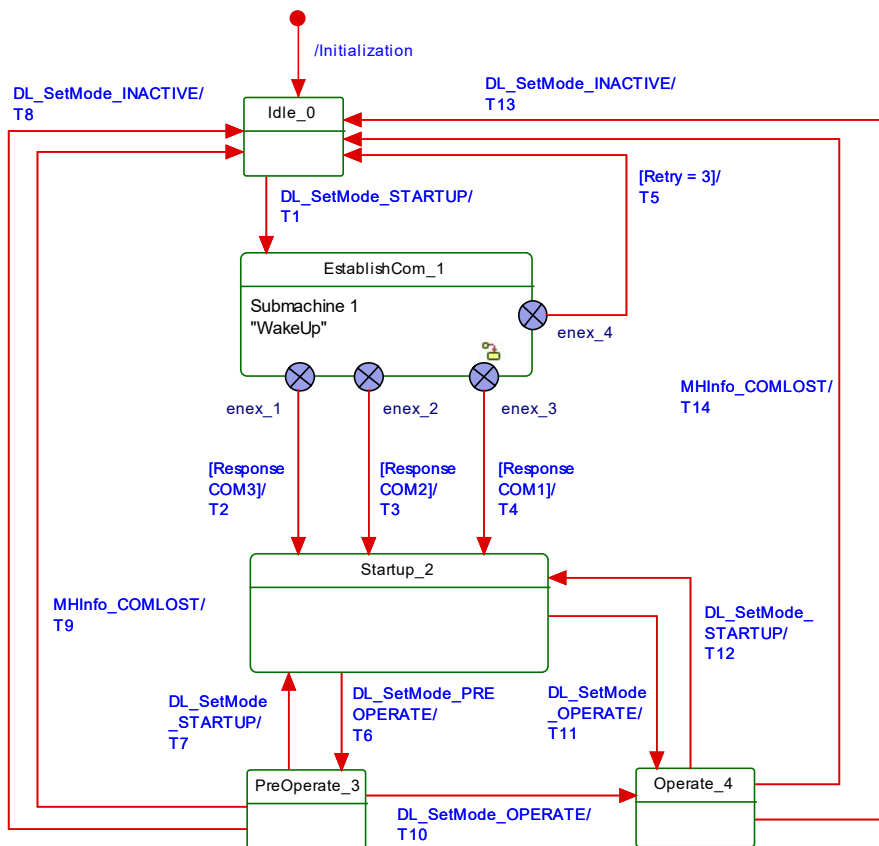 /Initialization
DL_SetMode_INACTIVE/
T8
DL_SetMode_INACTIVE/
T13
Idle_0
[Retry = 3]/
T5
DL_SetMode_STARTUP/
T1
EstablishCom_1
Submachine 1
"WakeUp"
enex_4
enex_1
enex_2
enex_3
MHInfo_COMLOST/
T14
[Response
COM3]/
T2
[Response
COM2]/
T3
[Response
COM1]/
T4
Startup_2
MHInfo_COMLOST/
T9
DL_SetMode_
STARTUP/
T12
DL_SetMode
_STARTUP/
T7
DL_SetMode_PRE
OPERATE/
T6
DL_SetMode
_OPERATE/
T11
PreOperate_3
Operate_4
DL_SetMode_OPERATE/
T10